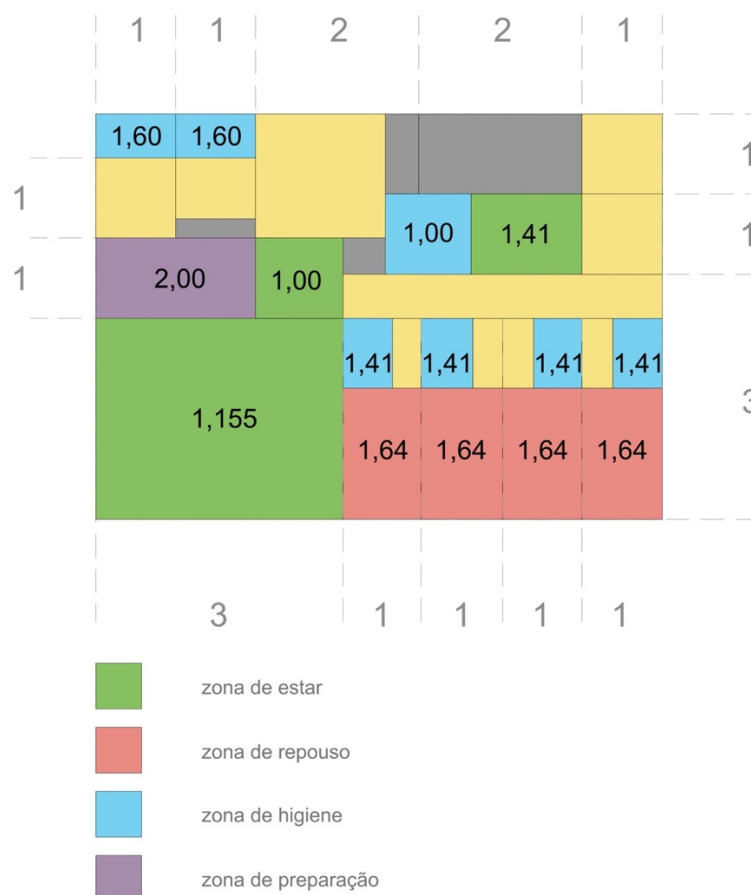 1 1 2 2 1
1,60 1,60
1
1
1,00 1,41
1
1
2,00 1,00
1
1,41 1,41 1,41 1,41
3
1,155
1,64 1,64 1,64 1,64
3 1 1 1 1
zona de estar
zona de repouso
zona de higiene
zona de preparação